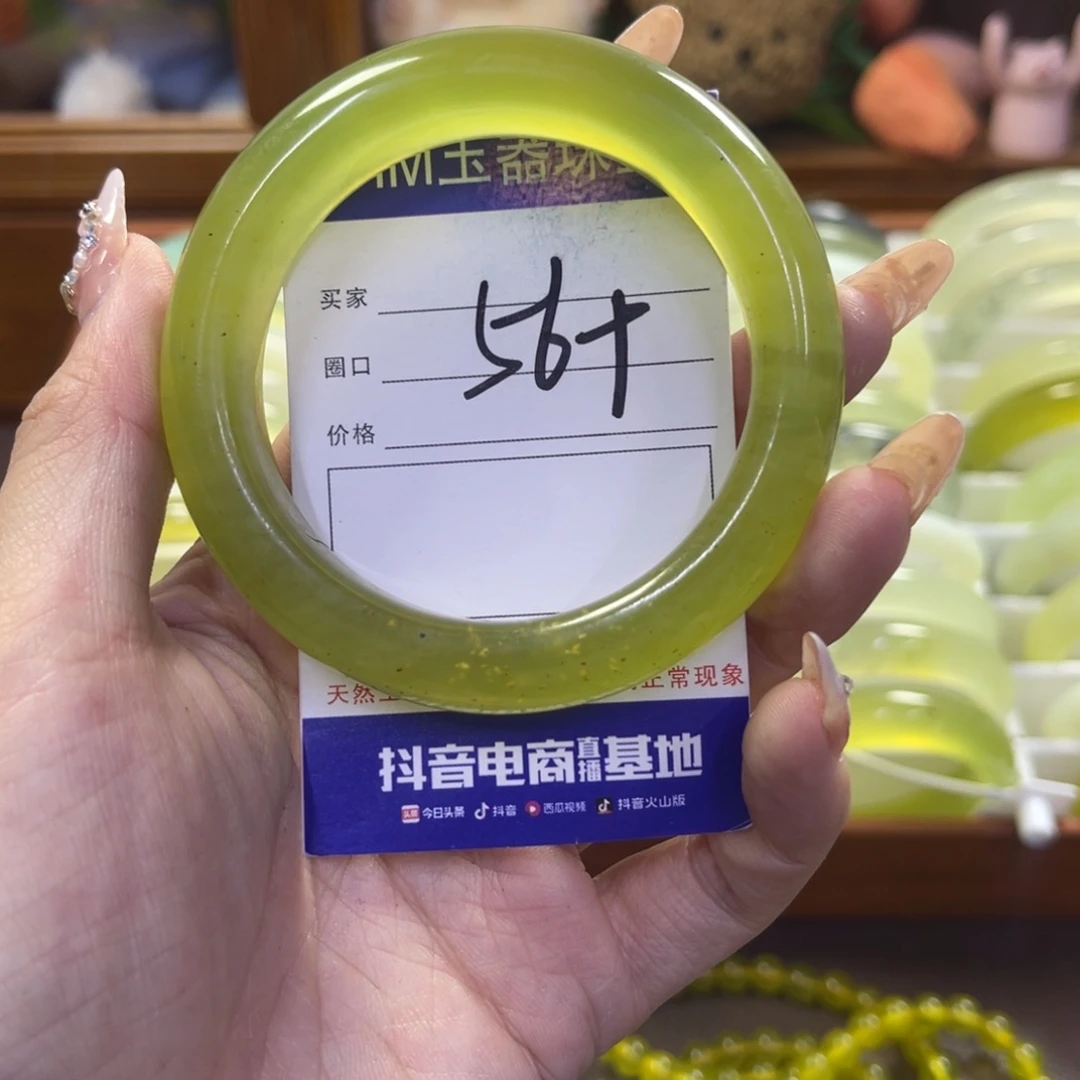 玉器珠
买家
圈口 56+
价格
天然 正常现象
抖音电商直播基地
今日头条 抖音 西瓜视频 抖音火山版